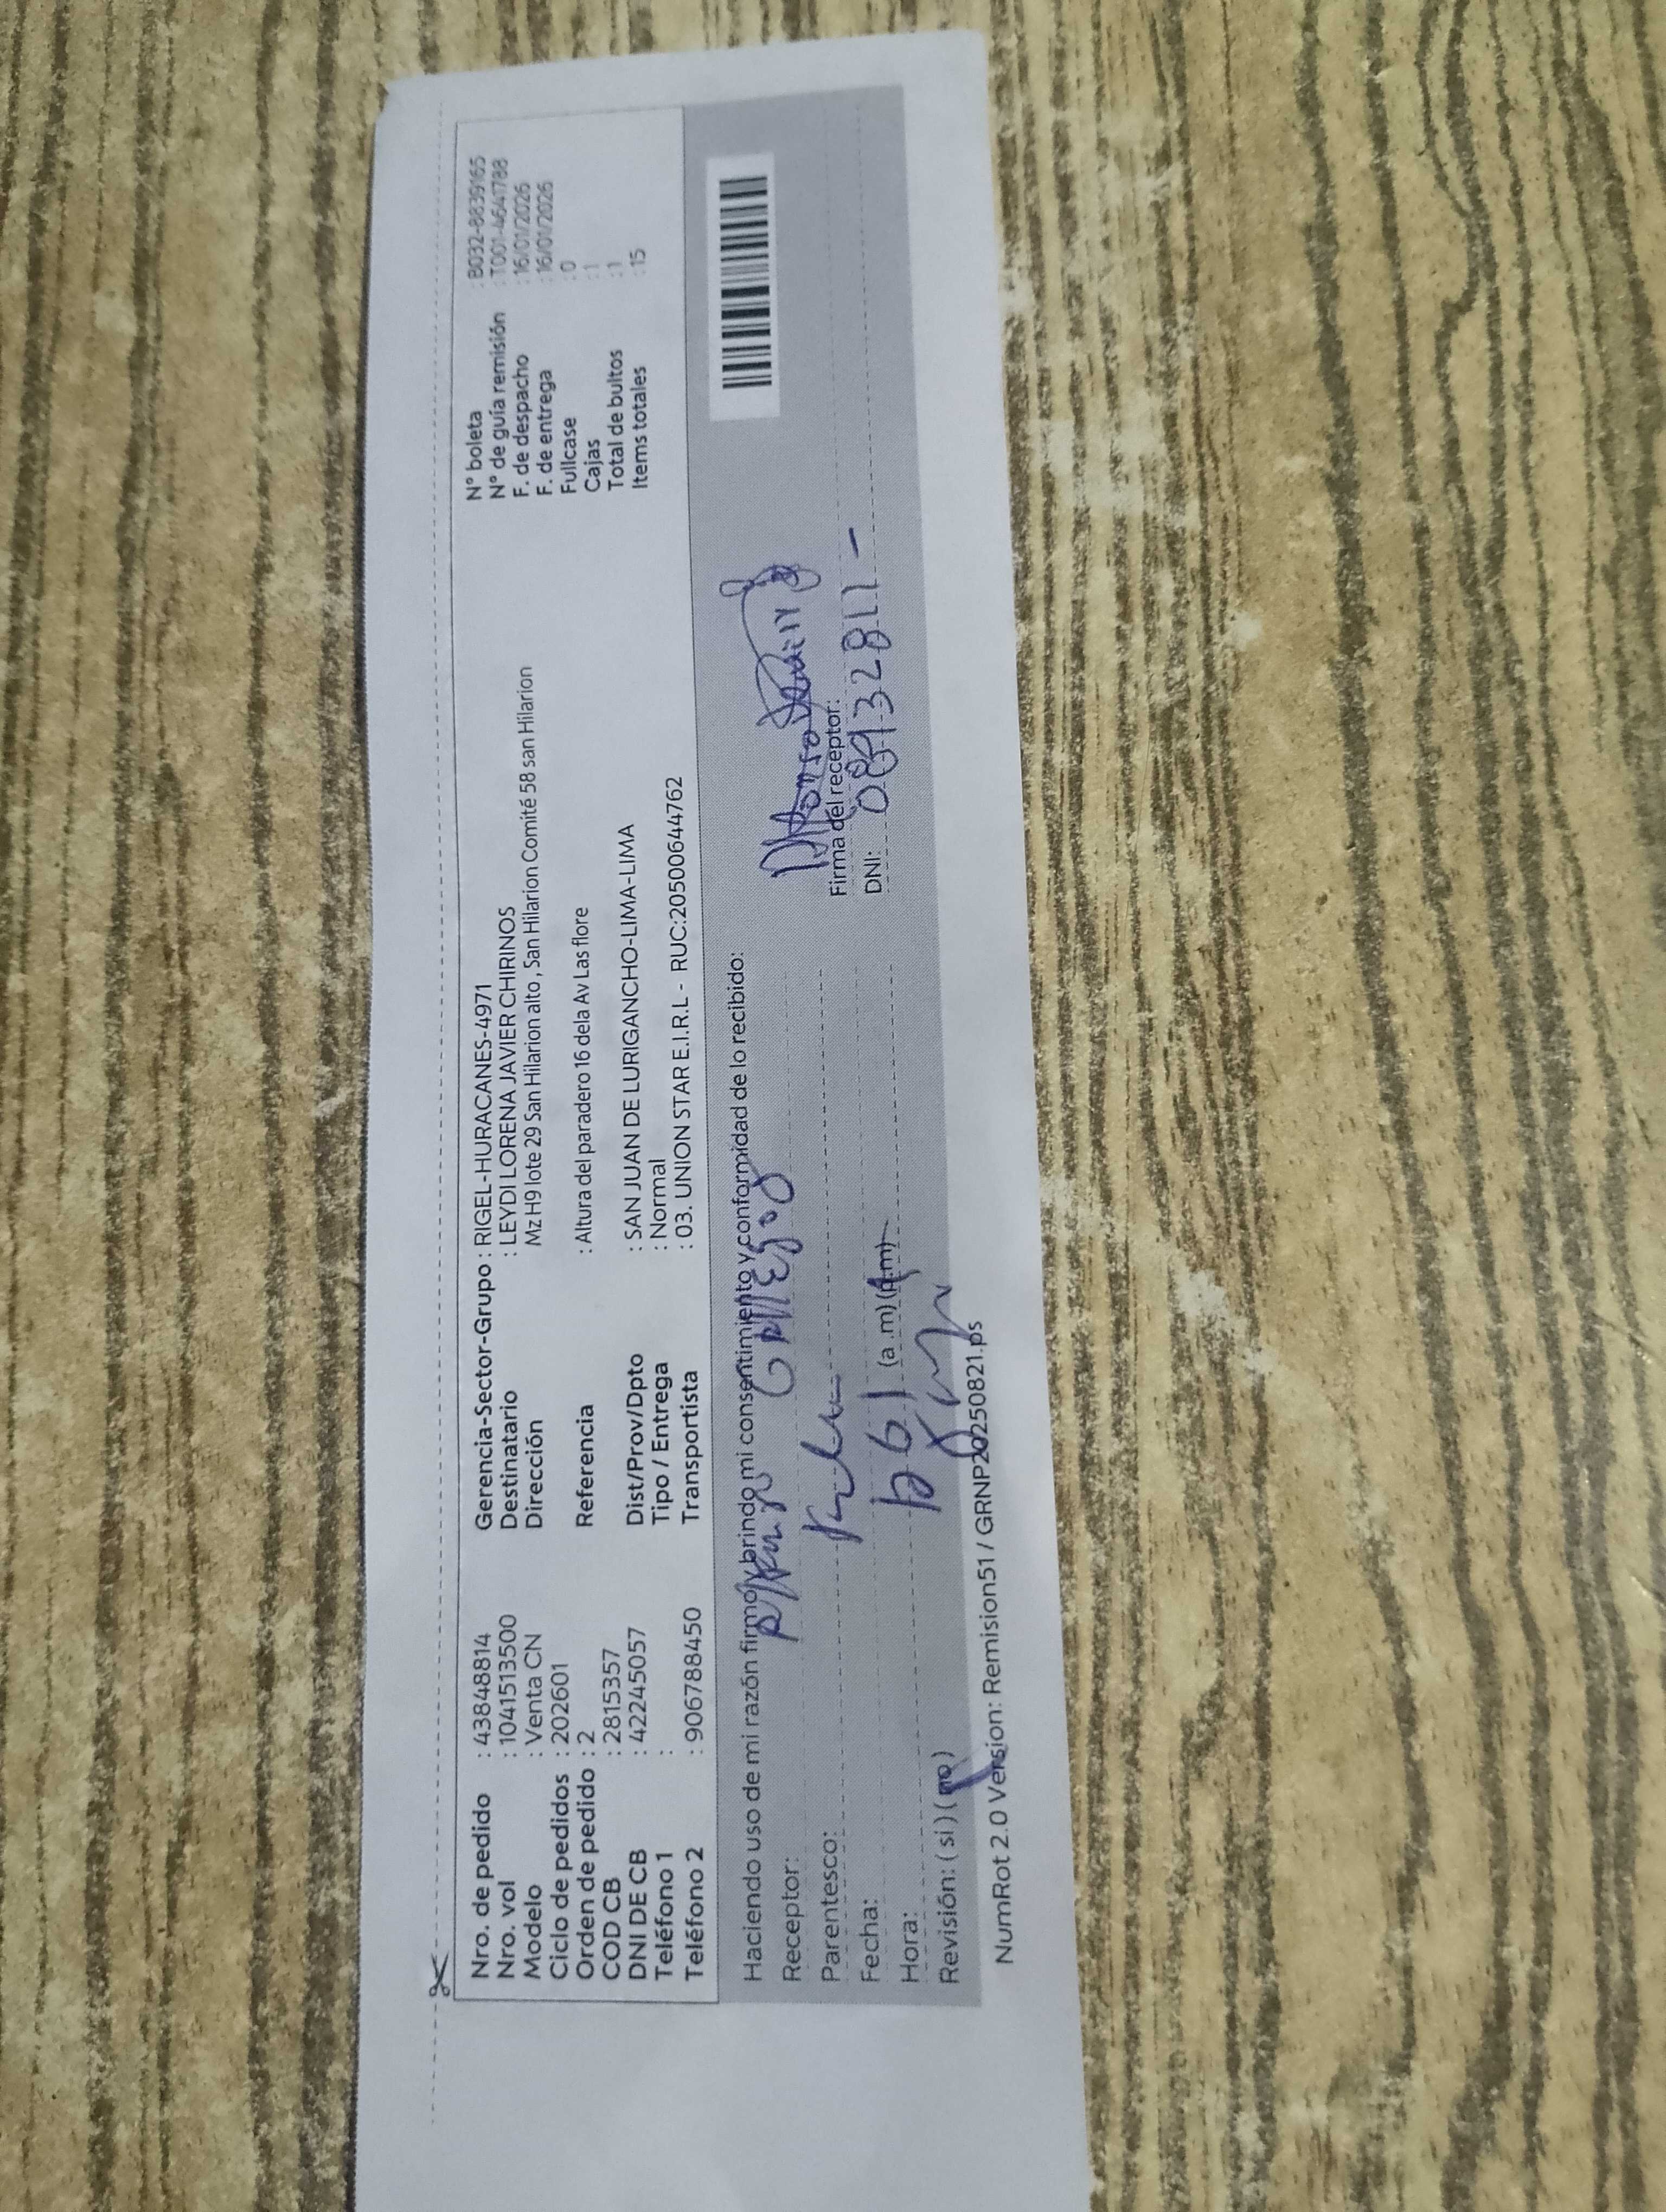 Nro. de pedido : 43848814
Nro. vol : 1041513500
Modelo : Venta CN
Ciclo de pedidos : 202601
Orden de pedido : 2
COD CB : 2815357
DNI DE CB : 42245057
Teléfono 1 :
Teléfono 2 : 906788450
Gerencia-Sector-Grupo : RIGEL-HURACANES-4971
Destinatario : LEYDI LORENA JAVIER CHIRINOS
Dirección Mz H9 lote 29 San Hilarion alto , San Hilarion Comité 58 san Hilarion
Referencia : Altura del paradero 16 dela Av Las flore
Dist/Prov/Dpto : SAN JUAN DE LURIGANCHO-LIMA-LIMA
Tipo / Entrega : Normal
Transportista : 03. UNION STAR E.I.R.L - RUC:20500644762
N° boleta : B032-8839165
N° de guía remisión : T001-4641788
F. de despacho : 16/01/2026
F. de entrega : 16/01/2026
Fullcase : 0
Cajas : 1
Total de bultos : 1
Items totales : 15
Haciendo uso de mi razón firmo y brindo mi consentimiento y conformidad de lo recibido:
Receptor:
Parentesco:
Fecha:
Hora: (a .m) (p.m)
Revisión: ( si ) ( no )
Firma del receptor:
DNI:
NumRot 2.0 Version: Remision51 / GRNP20250821.ps